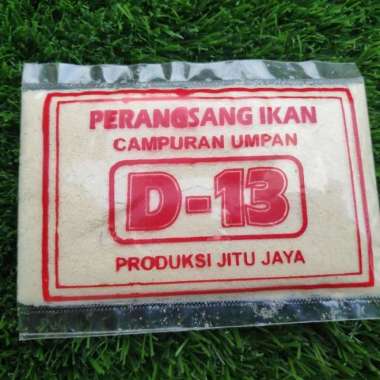 PERANGSANG IKAN
CAMPURAN UMPAN
D-13
PRODUKSI JITU JAYA